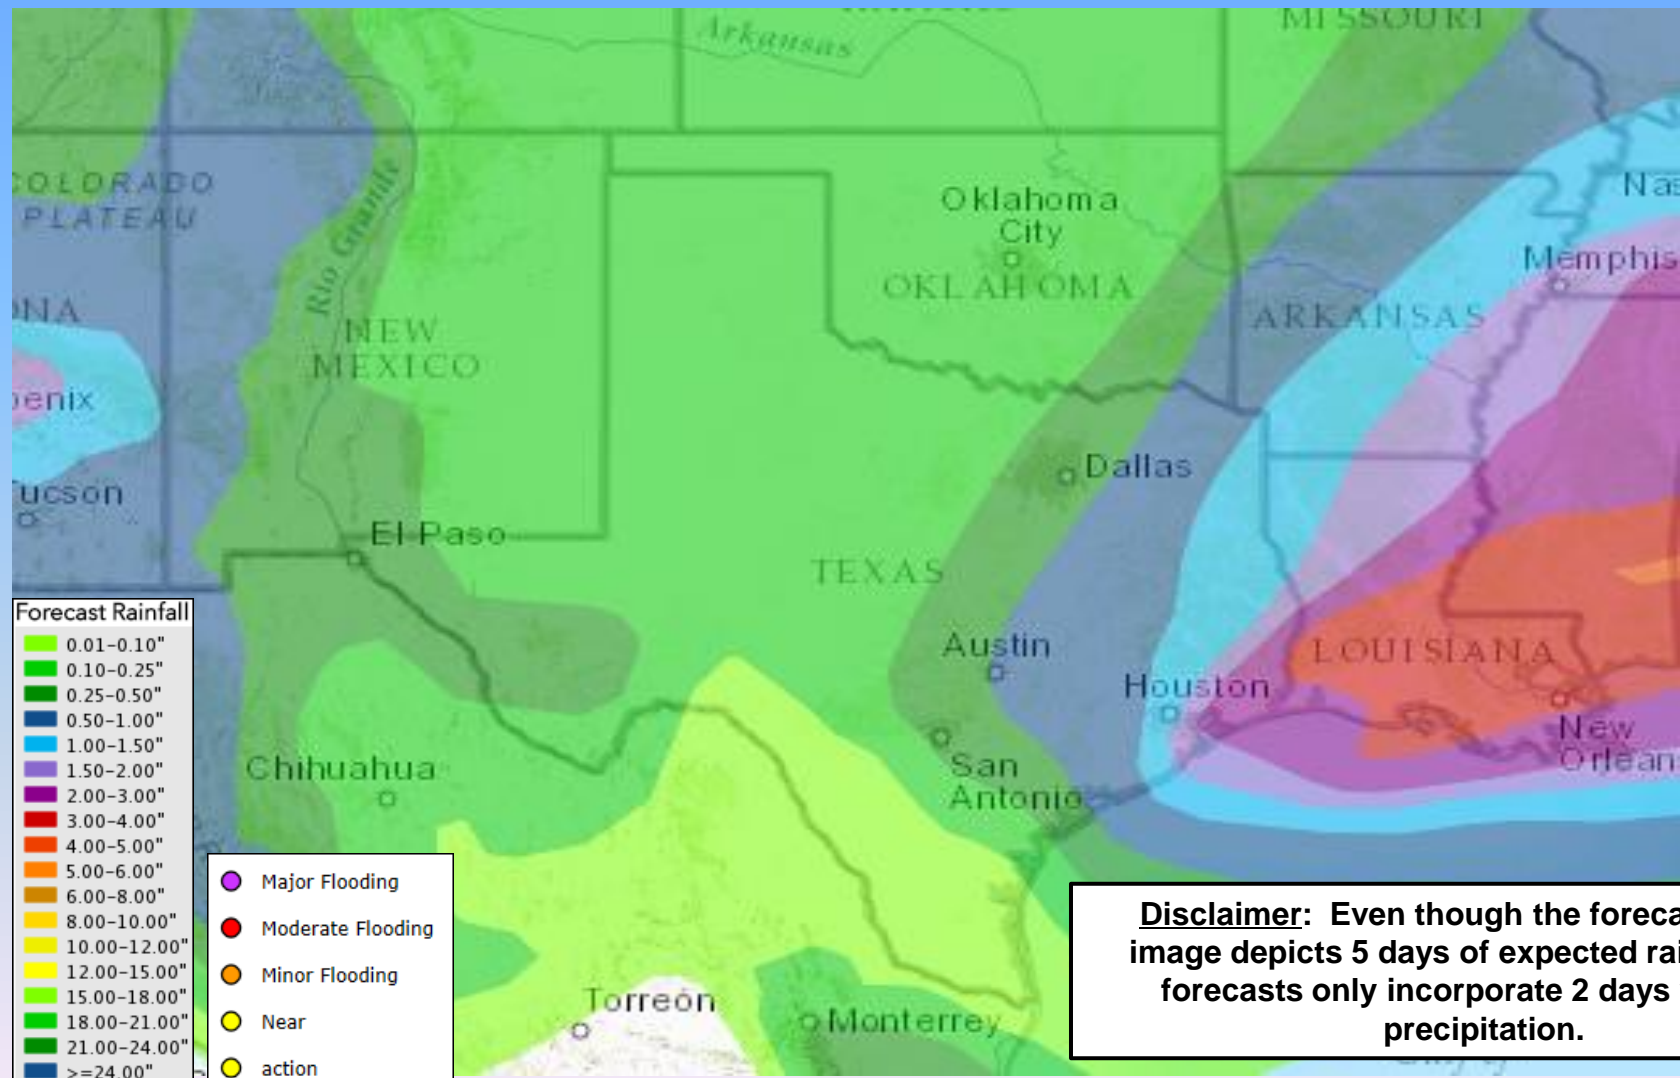 Arkansas
MISSOURI
COLORADO
PLATEAU
Rio Grande
Oklahoma
City
OKLAHOMA
Nas
Memphis
ARKANSAS
ONA
NEW
MEXICO
oenix
Tucson
El Paso
Dallas
TEXAS
Austin
Houston
LOUISIANA
New
Orlean
San
Antonio
Chihuahua
Torreón
Monterrey
Forecast Rainfall
0.01-0.10"
0.10-0.25"
0.25-0.50"
0.50-1.00"
1.00-1.50"
1.50-2.00"
2.00-3.00"
3.00-4.00"
4.00-5.00"
5.00-6.00"
6.00-8.00"
8.00-10.00"
10.00-12.00"
12.00-15.00"
15.00-18.00"
18.00-21.00"
21.00-24.00"
>=24.00"
Major Flooding
Moderate Flooding
Minor Flooding
Near
action
Disclaimer: Even though the foreca
image depicts 5 days of expected rai
forecasts only incorporate 2 days
precipitation.